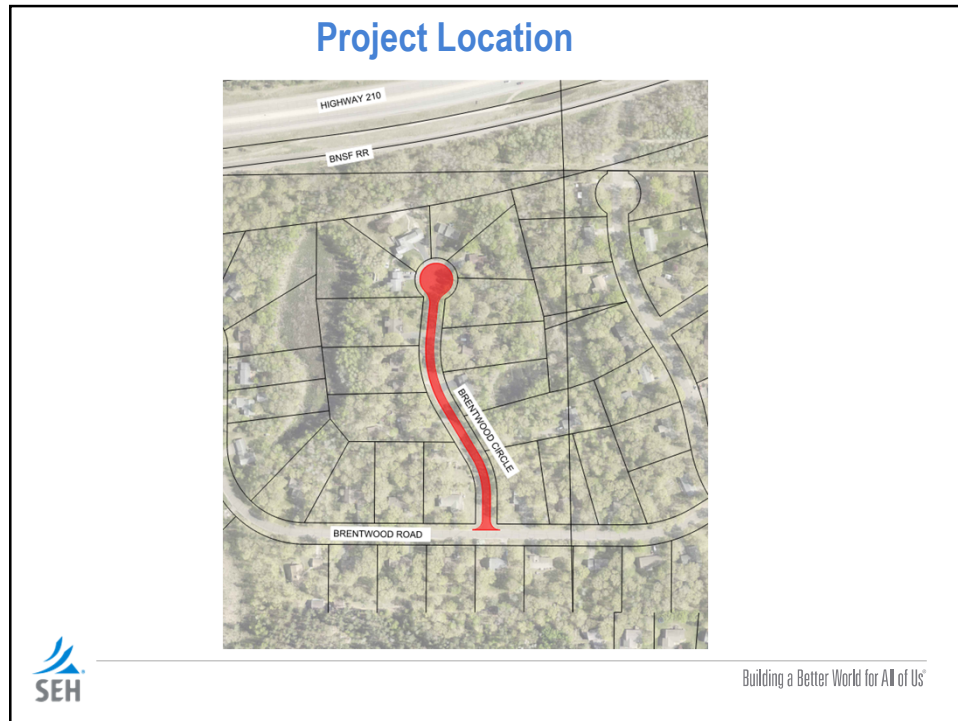 Project Location
HIGHWAY 210
BNSF RR
BRENTWOOD CIRCLE
BRENTWOOD ROAD
SEH
Building a Better World for All of Us®